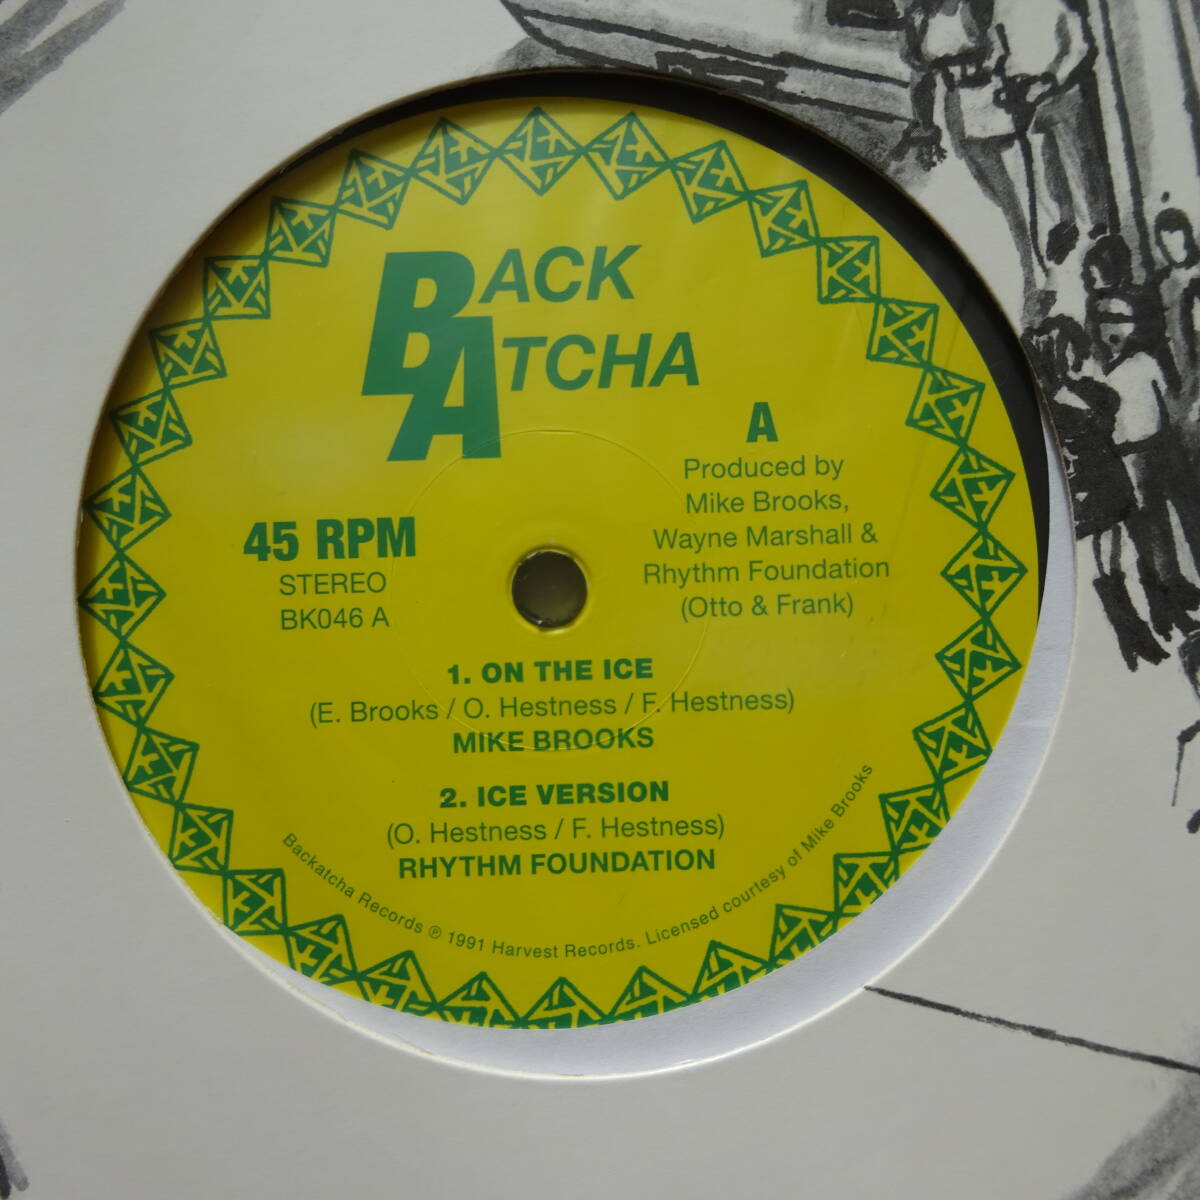 BACK
ATCHA
A
Produced by
Mike Brooks,
Wayne Marshall &
Rhythm Foundation
(Otto & Frank)
45 RPM
STEREO
BK046 A
1. ON THE ICE
(E. Brooks / O. Hestness / F. Hestness)
MIKE BROOKS
2. ICE VERSION
(O. Hestness / F. Hestness)
RHYTHM FOUNDATION
Backatcha Records ℗ 1991 Harvest Records. Licensed courtesy of Mike Brooks